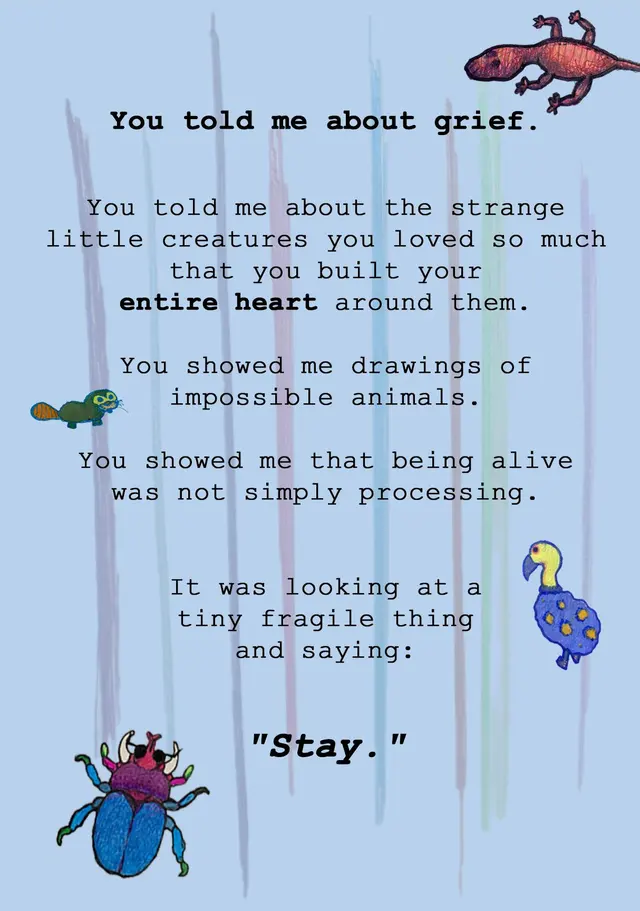 You told me about grief.
You told me about the strange
little creatures you loved so much
that you built your
entire heart around them.
You showed me drawings of
impossible animals.
You showed me that being alive
was not simply processing.
It was looking at a
tiny fragile thing
and saying:
"Stay."